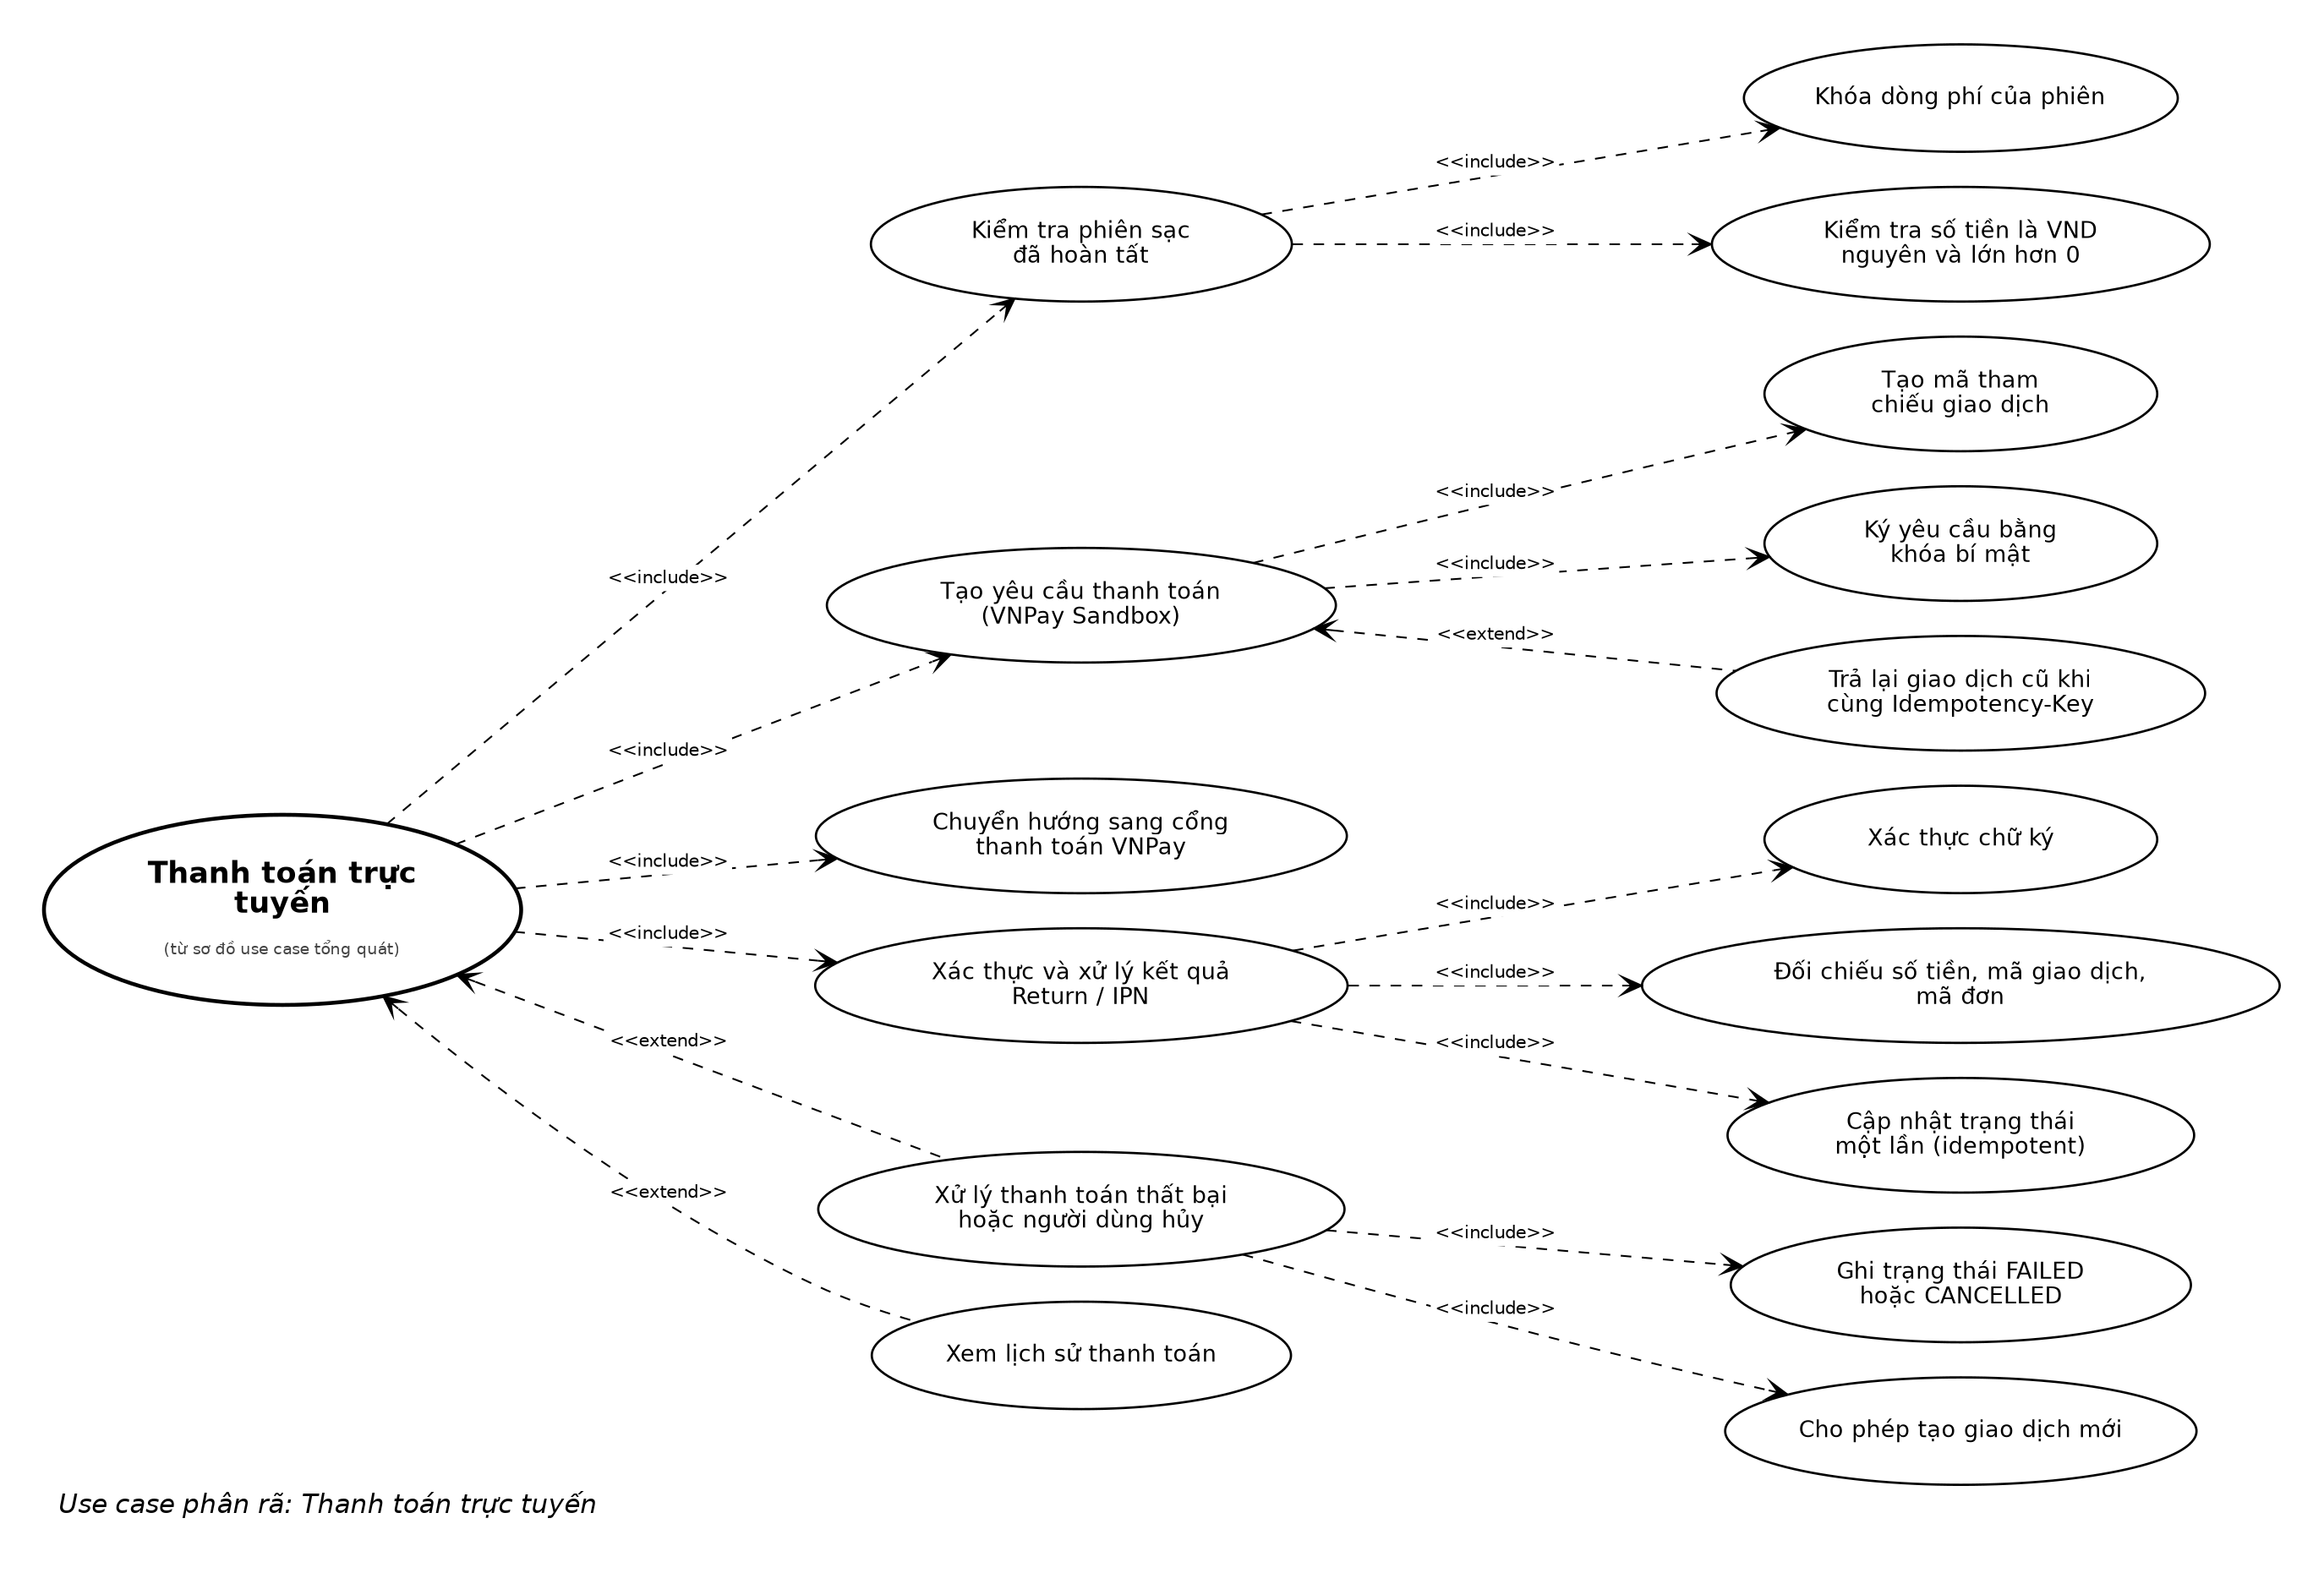 Khóa dòng phí của phiên
<<include>>
Kiểm tra phiên sạc
đã hoàn tất
<<include>>
Kiểm tra số tiền là VND
nguyên và lớn hơn 0
Tạo mã tham
chiếu giao dịch
<<include>>
Ký yêu cầu bằng
khóa bí mật
<<include>>
<<include>>
Tạo yêu cầu thanh toán
(VNPay Sandbox)
<<extend>>
Trả lại giao dịch cũ khi
cùng Idempotency-Key
<<include>>
Chuyển hướng sang cổng
thanh toán VNPay
<<include>>
Xác thực chữ ký
Thanh toán trực
tuyến
(từ sơ đồ use case tổng quát)
<<include>>
<<include>>
Xác thực và xử lý kết quả
Return / IPN
<<include>>
Đối chiếu số tiền, mã giao dịch,
mã đơn
<<extend>>
<<include>>
Cập nhật trạng thái
một lần (idempotent)
<<extend>>
Xử lý thanh toán thất bại
hoặc người dùng hủy
<<include>>
Ghi trạng thái FAILED
hoặc CANCELLED
<<include>>
Xem lịch sử thanh toán
Cho phép tạo giao dịch mới
Use case phân rã: Thanh toán trực tuyến